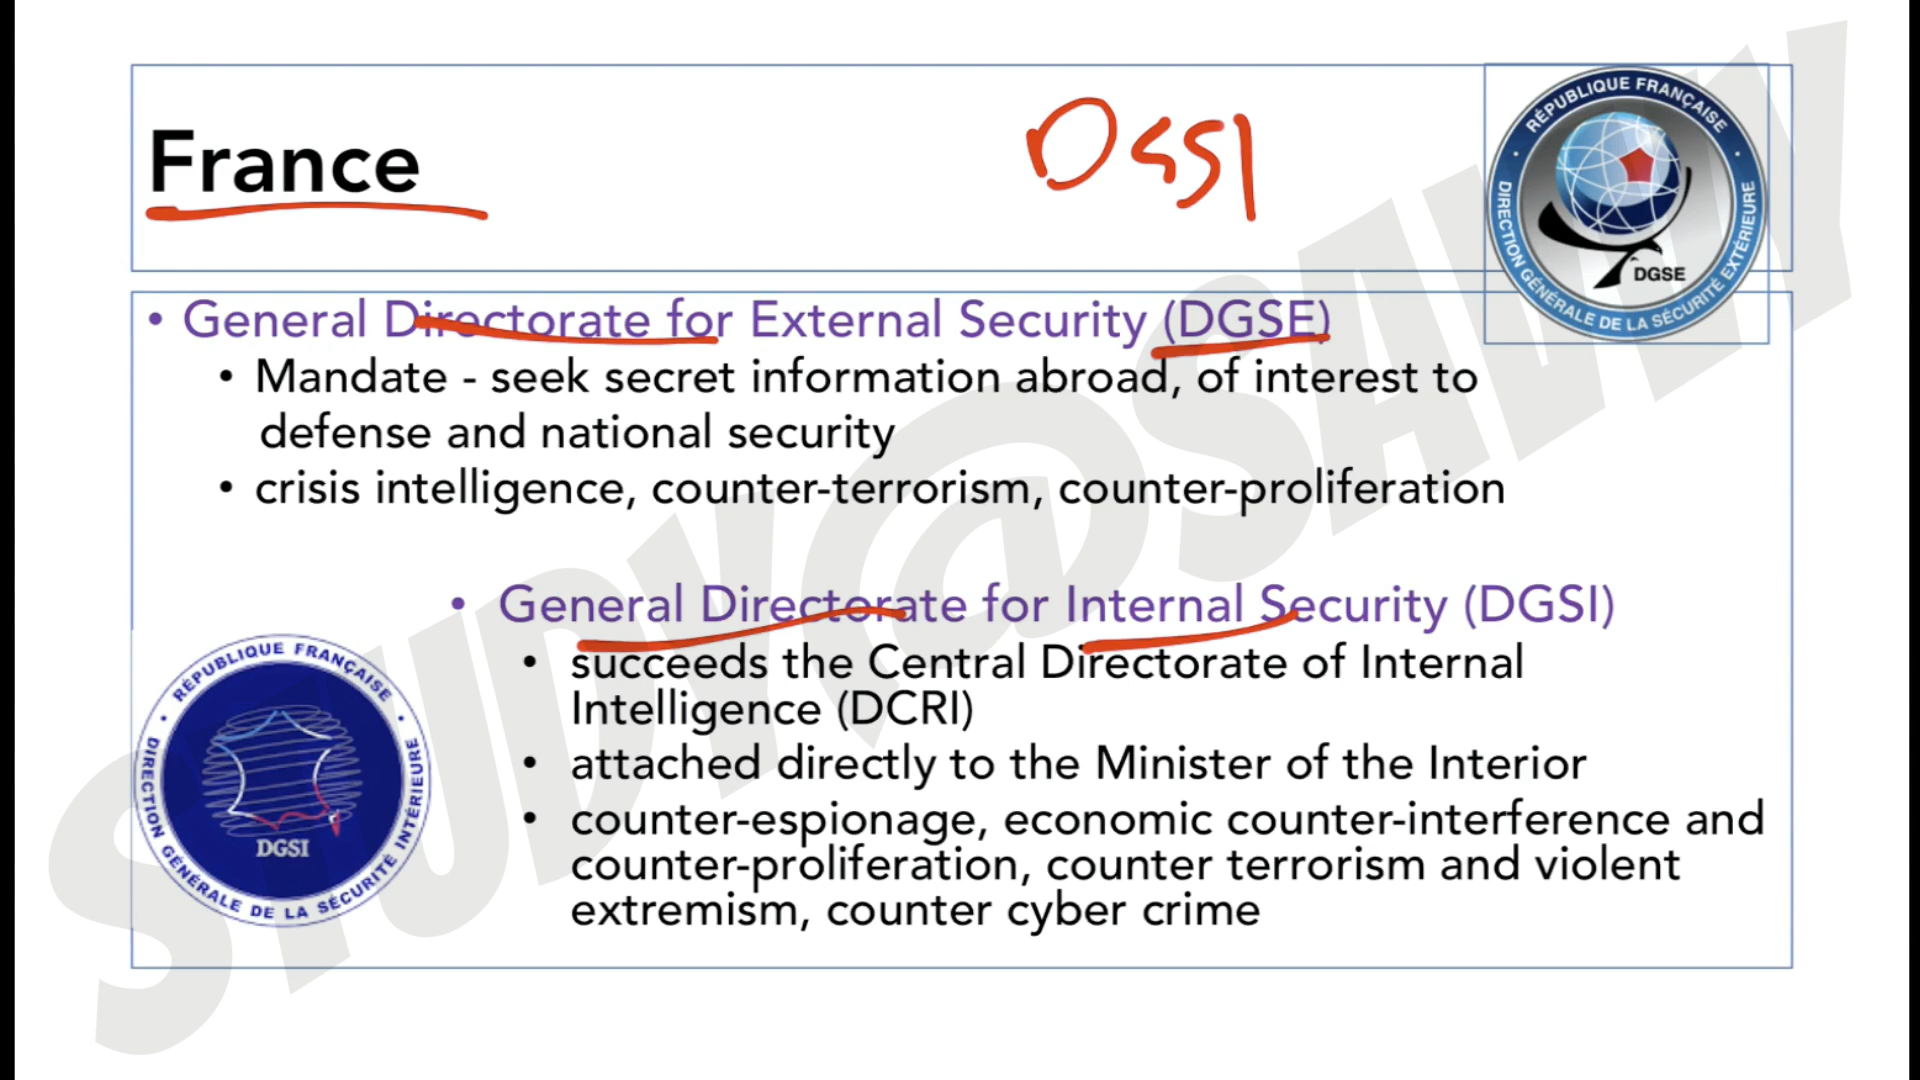 France
DGSI
RÉPUBLIQUE FRANÇAISE
DIRECTION GÉNÉRALE DE LA SÉCURITÉ EXTÉRIEURE
DGSE
• General Directorate for External Security (DGSE)
• Mandate - seek secret information abroad, of interest to
defense and national security
• crisis intelligence, counter-terrorism, counter-proliferation
• General Directorate for Internal Security (DGSI)
• succeeds the Central Directorate of Internal
Intelligence (DCRI)
• attached directly to the Minister of the Interior
• counter-espionage, economic counter-interference and
counter-proliferation, counter terrorism and violent
extremism, counter cyber crime
RÉPUBLIQUE FRANÇAISE
DIRECTION GÉNÉRALE DE LA SÉCURITÉ INTÉRIEURE
DGSI
STUDY@SAVVY